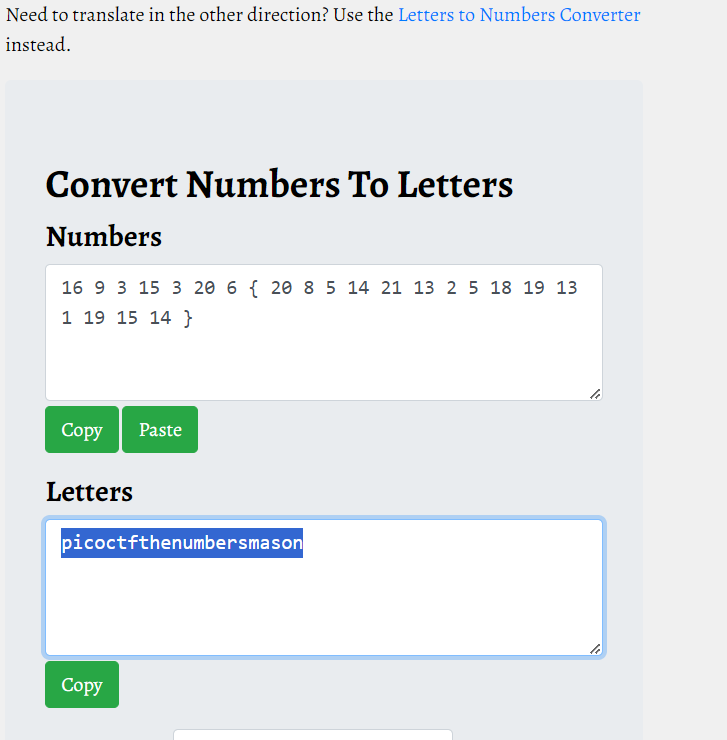 Need to translate in the other direction? Use the Letters to Numbers Converter
instead.
Convert Numbers To Letters
Numbers
16 9 3 15 3 20 6 { 20 8 5 14 21 13 2 5 18 19 13
1 19 15 14 }
Copy Paste
Letters
picoctfthenumbersmason
Copy